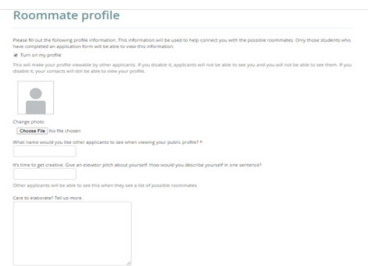 Roommate profile
Please fill out the following profile information. This information will be used to help connect you with the possible roommates. Only those students who
have completed an application form will be able to view this information.
Turn on my profile
This will make your profile viewable by other applicants. If you disable it, applicants will not be able to see you and you will not be able to see them. If you
disable it, your contacts will still be able to view your profile.
Change photo
Choose File No file chosen
What name would you like other applicants to see when viewing your public profile? *
It's time to get creative. Give an elevator pitch about yourself. How would you describe yourself in one sentence?
Other applicants will be able to see this when they see a list of possible roommates.
Care to elaborate? Tell us more.